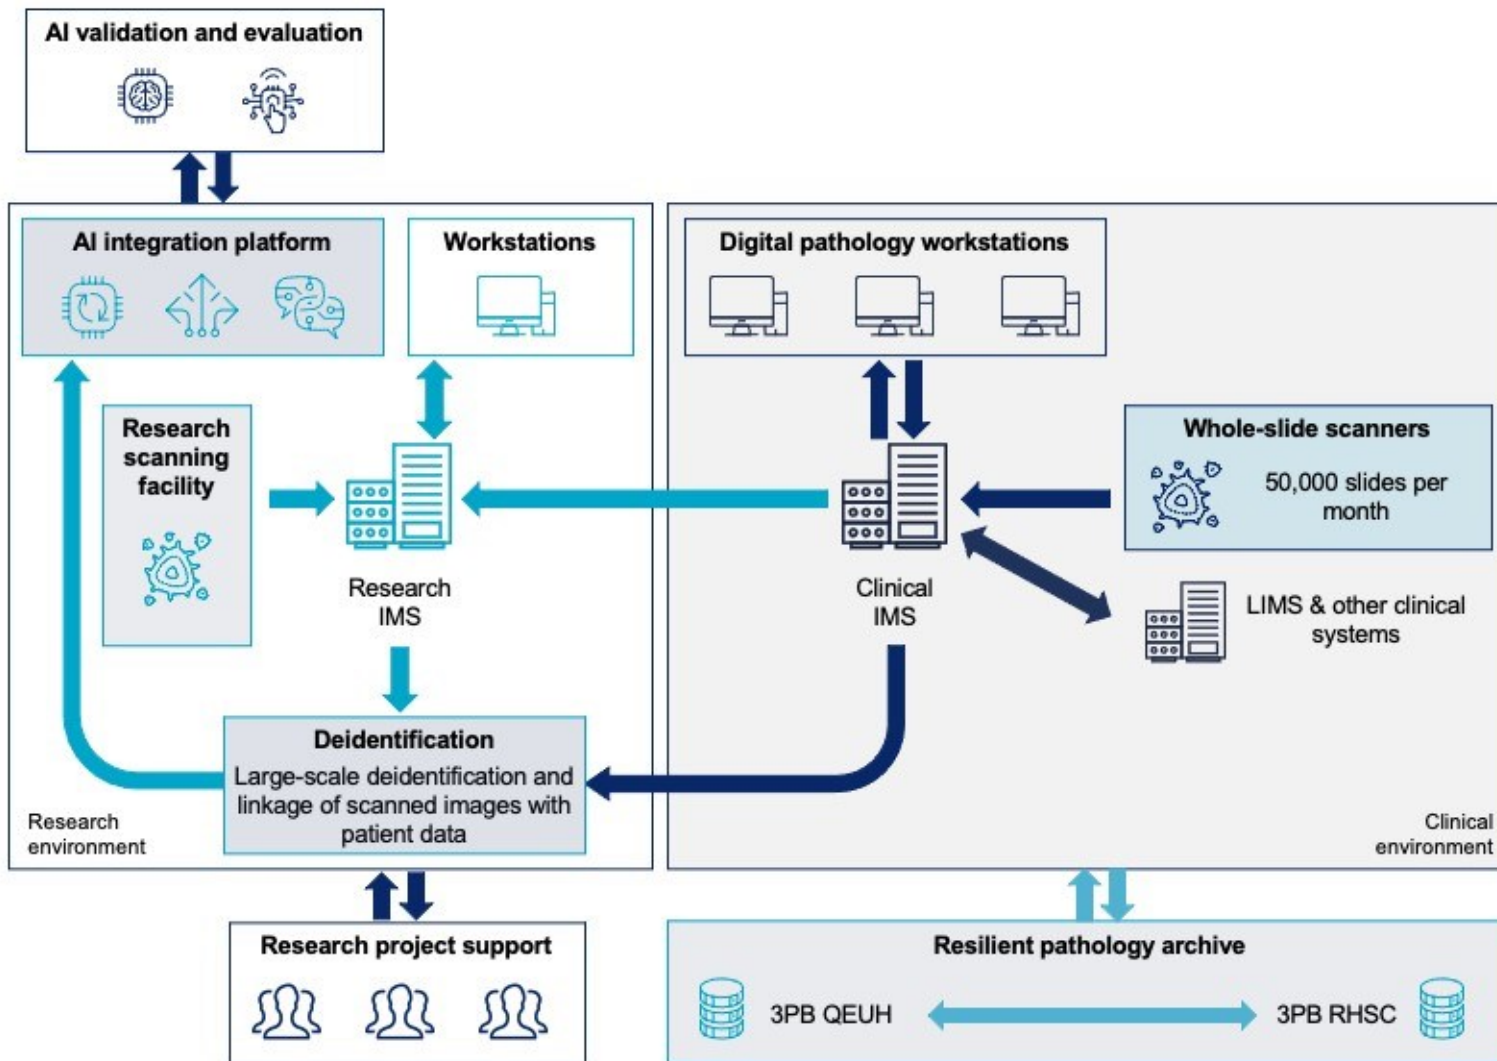 AI validation and evaluation
AI integration platform
Workstations
Digital pathology workstations
Research
scanning
facility
Whole-slide scanners
50,000 slides per
month
Research
IMS
Clinical
IMS
LIMS & other clinical
systems
Deidentification
Large-scale deidentification and
linkage of scanned images with
patient data
Research
environment
Clinical
environment
Research project support
Resilient pathology archive
3PB QEUH
3PB RHSC